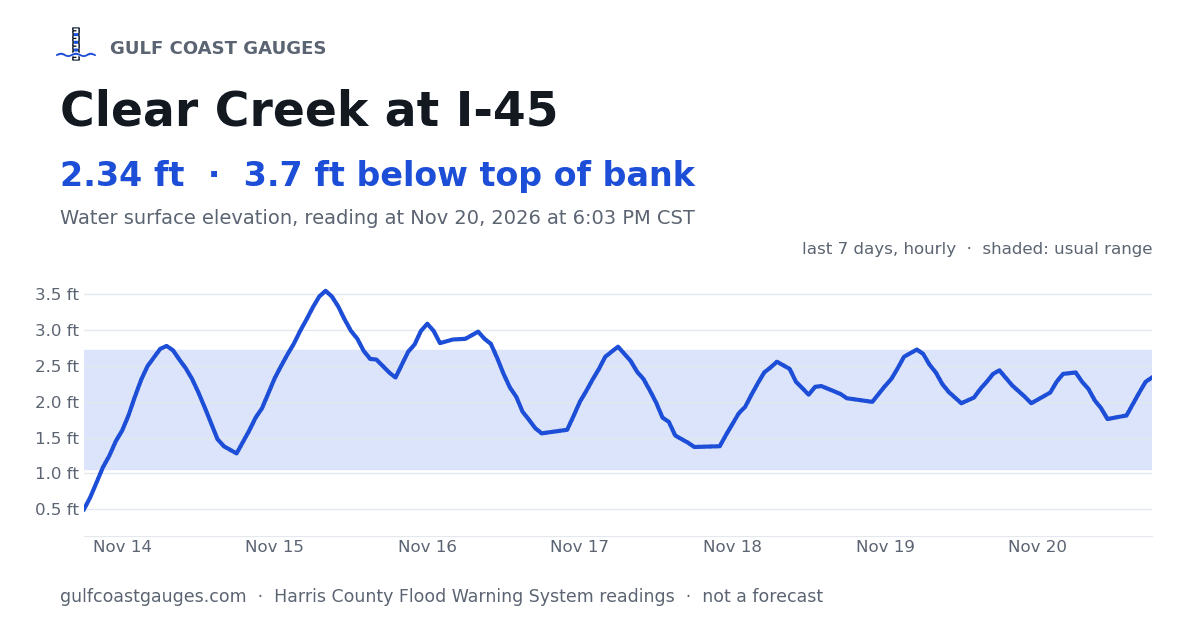 GULF COAST GAUGES
Clear Creek at I-45
2.34 ft · 3.7 ft below top of bank
Water surface elevation, reading at Nov 20, 2026 at 6:03 PM CST
last 7 days, hourly · shaded: usual range
3.5 ft
3.0 ft
2.5 ft
2.0 ft
1.5 ft
1.0 ft
0.5 ft
Nov 14 Nov 15 Nov 16 Nov 17 Nov 18 Nov 19 Nov 20
gulfcoastgauges.com · Harris County Flood Warning System readings · not a forecast